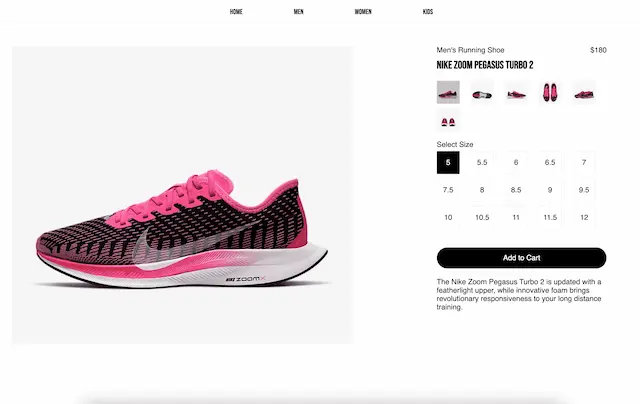 HOME MEN WOMEN KIDS
Men's Running Shoe $180
NIKE ZOOM PEGASUS TURBO 2
Select Size
5 5.5 6 6.5 7
7.5 8 8.5 9 9.5
10 10.5 11 11.5 12
Add to Cart
The Nike Zoom Pegasus Turbo 2 is updated with a
featherlight upper, while innovative foam brings
revolutionary responsiveness to your long distance
training.
NIKE ZOOMX